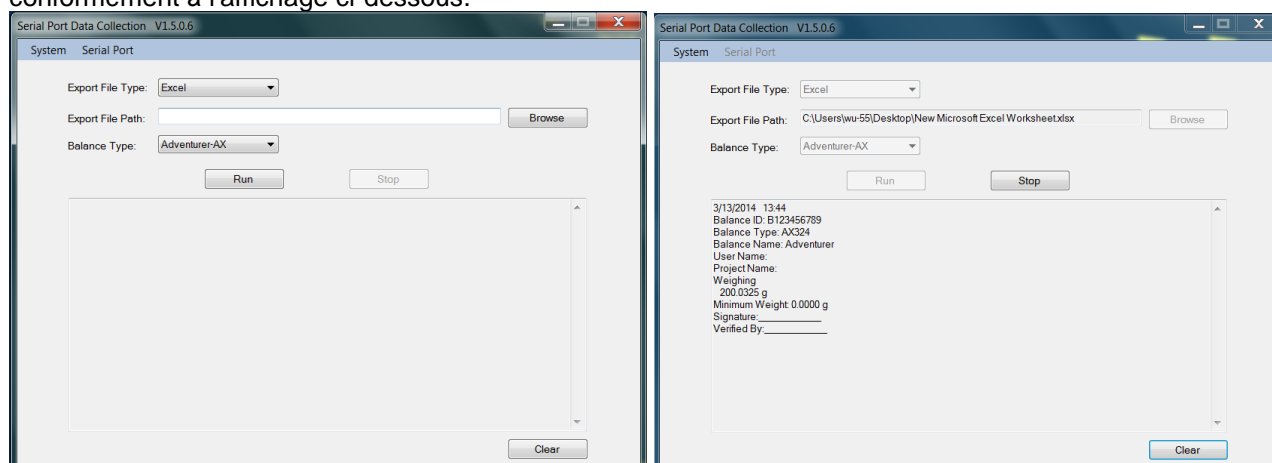 conformément à l'affichage ci-dessous.
Serial Port Data Collection V1.5.0.6
System Serial Port
Export File Type: Excel
Export File Path: Browse
Balance Type: Adventurer-AX
Run Stop
Clear
Serial Port Data Collection V1.5.0.6
System Serial Port
Export File Type: Excel
Export File Path: C:\Users\wu-55\Desktop\New Microsoft Excel Worksheet.xlsx Browse
Balance Type: Adventurer-AX
Run Stop
3/13/2014 13:44
Balance ID: B123456789
Balance Type: AX324
Balance Name: Adventurer
User Name:
Project Name:
Weighing
200.0325 g
Minimum Weight: 0.0000 g
Signature:____________
Verified By:____________
Clear